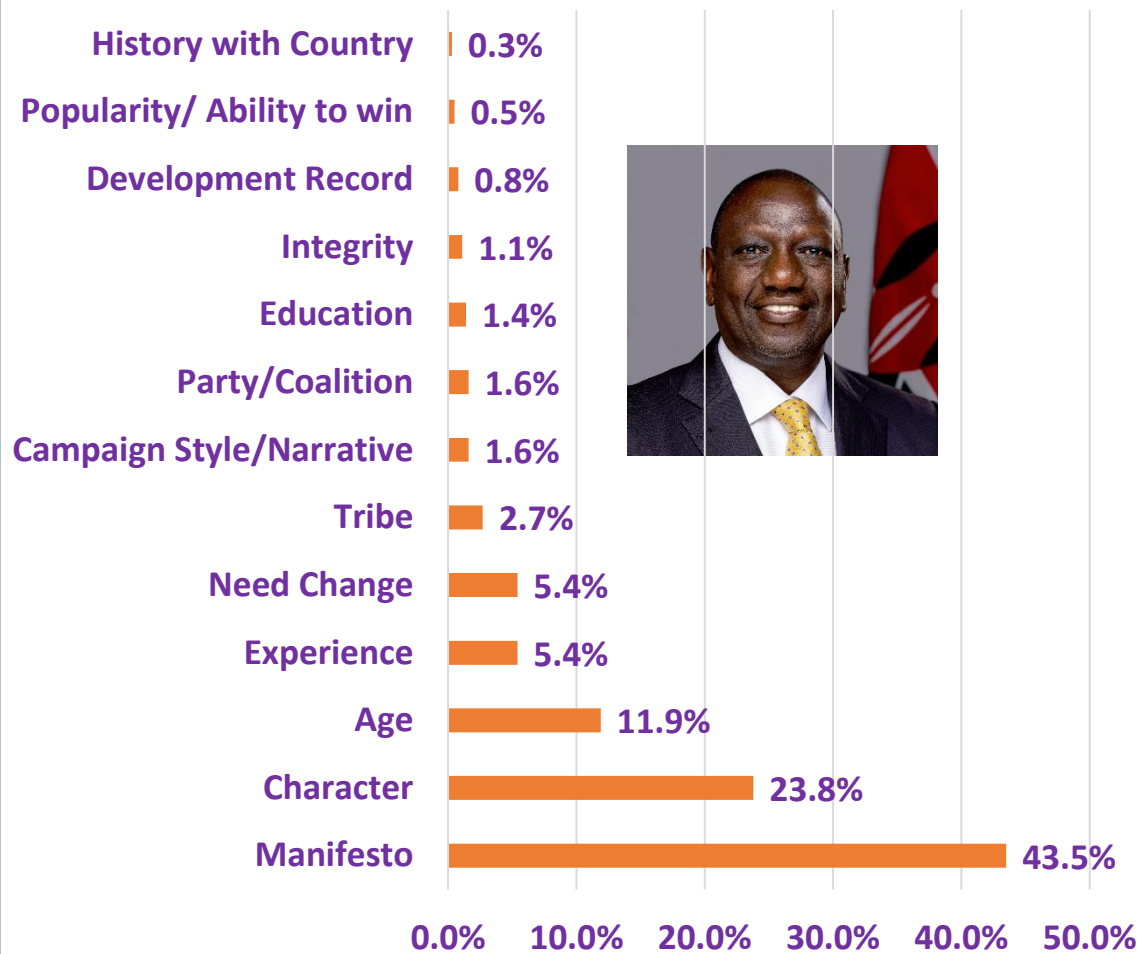 History with Country 0.3%
Popularity/ Ability to win 0.5%
Development Record 0.8%
Integrity 1.1%
Education 1.4%
Party/Coalition 1.6%
Campaign Style/Narrative 1.6%
Tribe 2.7%
Need Change 5.4%
Experience 5.4%
Age 11.9%
Character 23.8%
Manifesto 43.5%
0.0% 10.0% 20.0% 30.0% 40.0% 50.0%